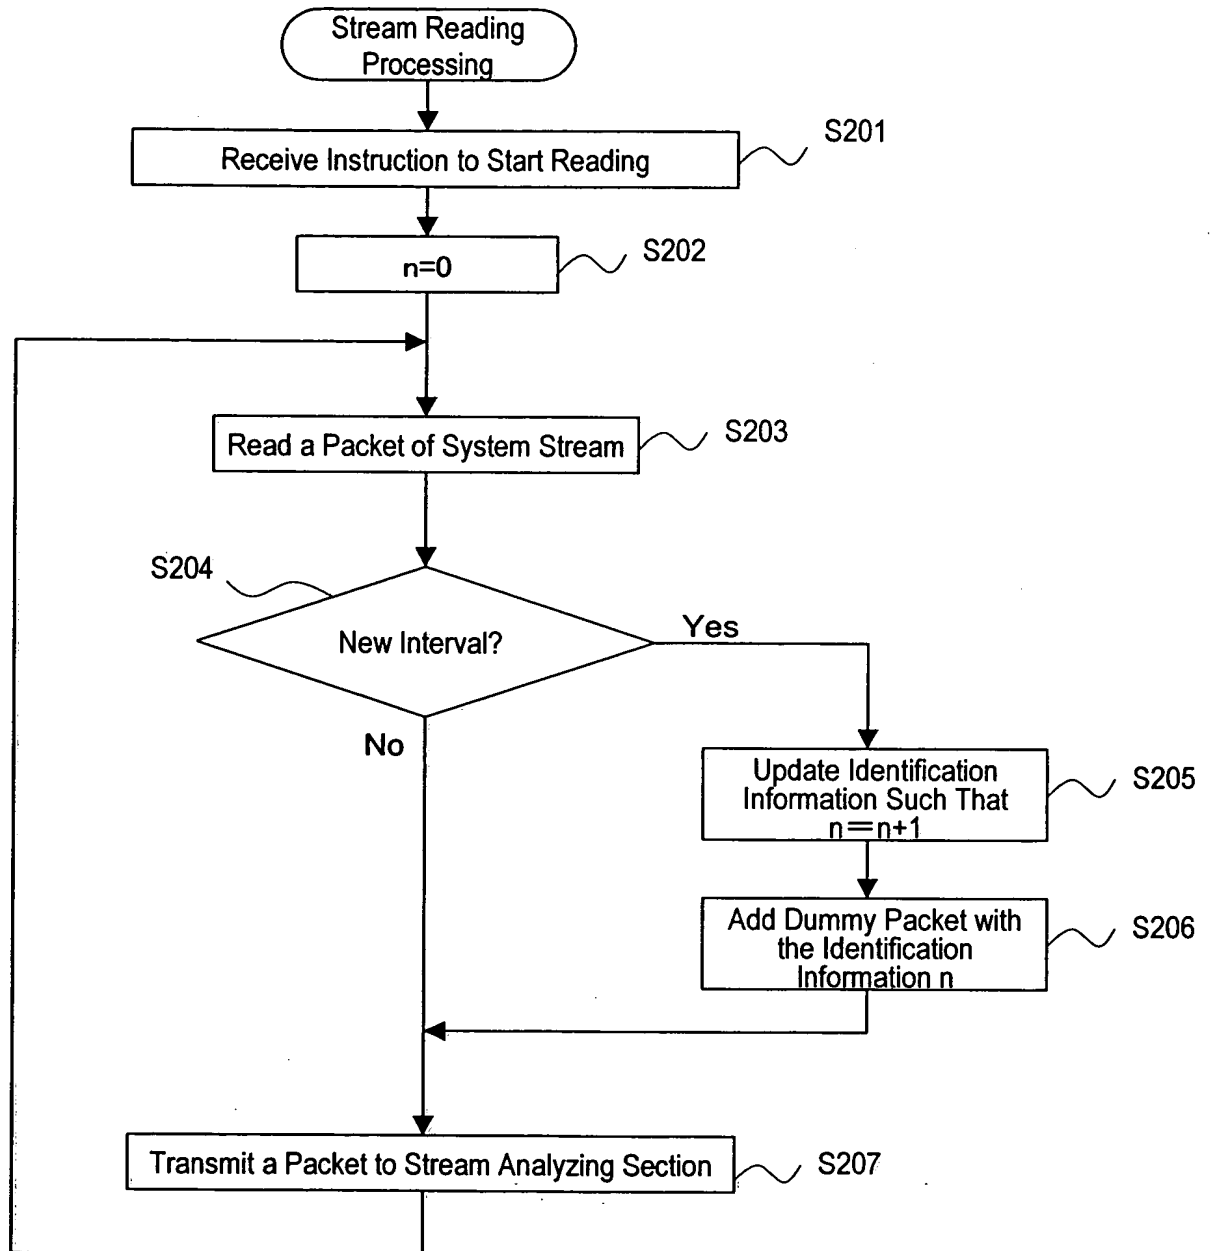 Stream Reading
Processing
Receive Instruction to Start Reading
S201
n=0
S202
Read a Packet of System Stream
S203
S204
New Interval?
Yes
No
Update Identification
Information Such That
n=n+1
S205
Add Dummy Packet with
the Identification
Information n
S206
Transmit a Packet to Stream Analyzing Section
S207